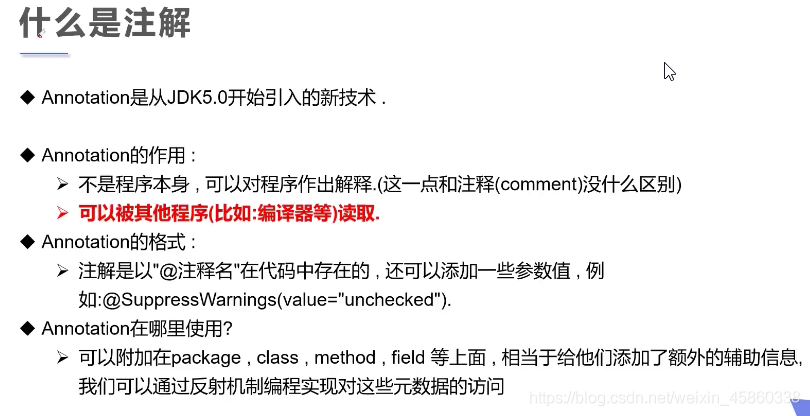 什么是注解
◆ Annotation是从JDK5.0开始引入的新技术 .
◆ Annotation的作用 :
➢ 不是程序本身 , 可以对程序作出解释.(这一点和注释(comment)没什么区别)
➢ 可以被其他程序(比如:编译器等)读取.
◆ Annotation的格式 :
➢ 注解是以"@注释名"在代码中存在的 , 还可以添加一些参数值 , 例
如:@SuppressWarnings(value="unchecked").
◆ Annotation在哪里使用?
➢ 可以附加在package , class , method , field 等上面 , 相当于给他们添加了额外的辅助信息,
我们可以通过反射机制编程实现对这些元数据的访问
https://blog.csdn.net/weixin_45860338